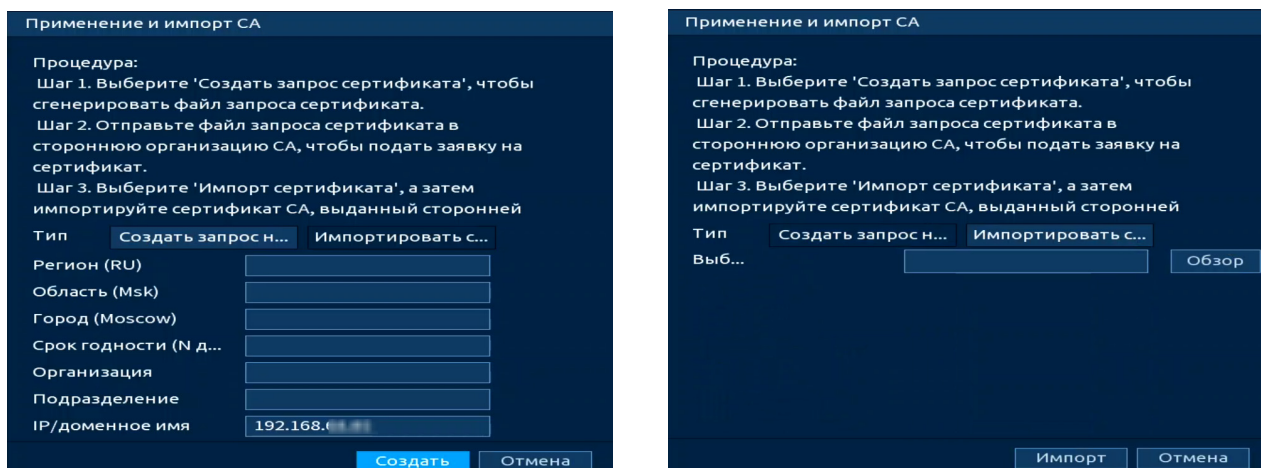 Применение и импорт CA
Процедура:
Шаг 1. Выберите 'Создать запрос сертификата', чтобы
сгенерировать файл запроса сертификата.
Шаг 2. Отправьте файл запроса сертификата в
стороннюю организацию CA, чтобы подать заявку на
сертификат.
Шаг 3. Выберите 'Импорт сертификата', а затем
импортируйте сертификат CA, выданный сторонней
Тип Создать запрос н... Импортировать с...
Регион (RU)
Область (Msk)
Город (Moscow)
Срок годности (N д...
Организация
Подразделение
IP/доменное имя 192.168.
Создать Отмена
Применение и импорт CA
Процедура:
Шаг 1. Выберите 'Создать запрос сертификата', чтобы
сгенерировать файл запроса сертификата.
Шаг 2. Отправьте файл запроса сертификата в
стороннюю организацию CA, чтобы подать заявку на
сертификат.
Шаг 3. Выберите 'Импорт сертификата', а затем
импортируйте сертификат CA, выданный сторонней
Тип Создать запрос н... Импортировать с...
Выб... Обзор
Импорт Отмена